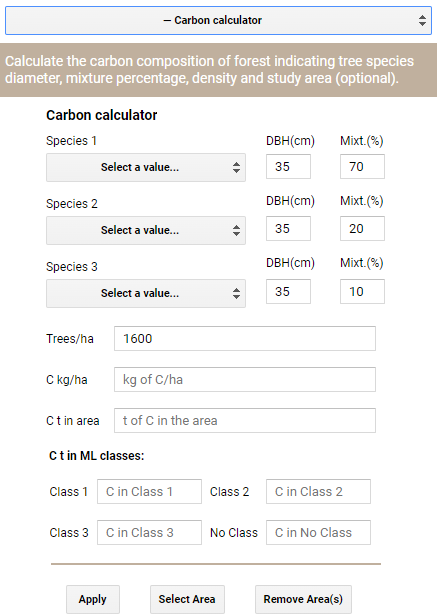 — Carbon calculator
Calculate the carbon composition of forest indicating tree species
diameter, mixture percentage, density and study area (optional).
Carbon calculator
Species 1 DBH(cm) Mixt.(%)
Select a value... 35 70
Species 2 DBH(cm) Mixt.(%)
Select a value... 35 20
Species 3 DBH(cm) Mixt.(%)
Select a value... 35 10
Trees/ha 1600
C kg/ha kg of C/ha
C t in area t of C in the area
C t in ML classes:
Class 1 C in Class 1 Class 2 C in Class 2
Class 3 C in Class 3 No Class C in No Class
Apply Select Area Remove Area(s)